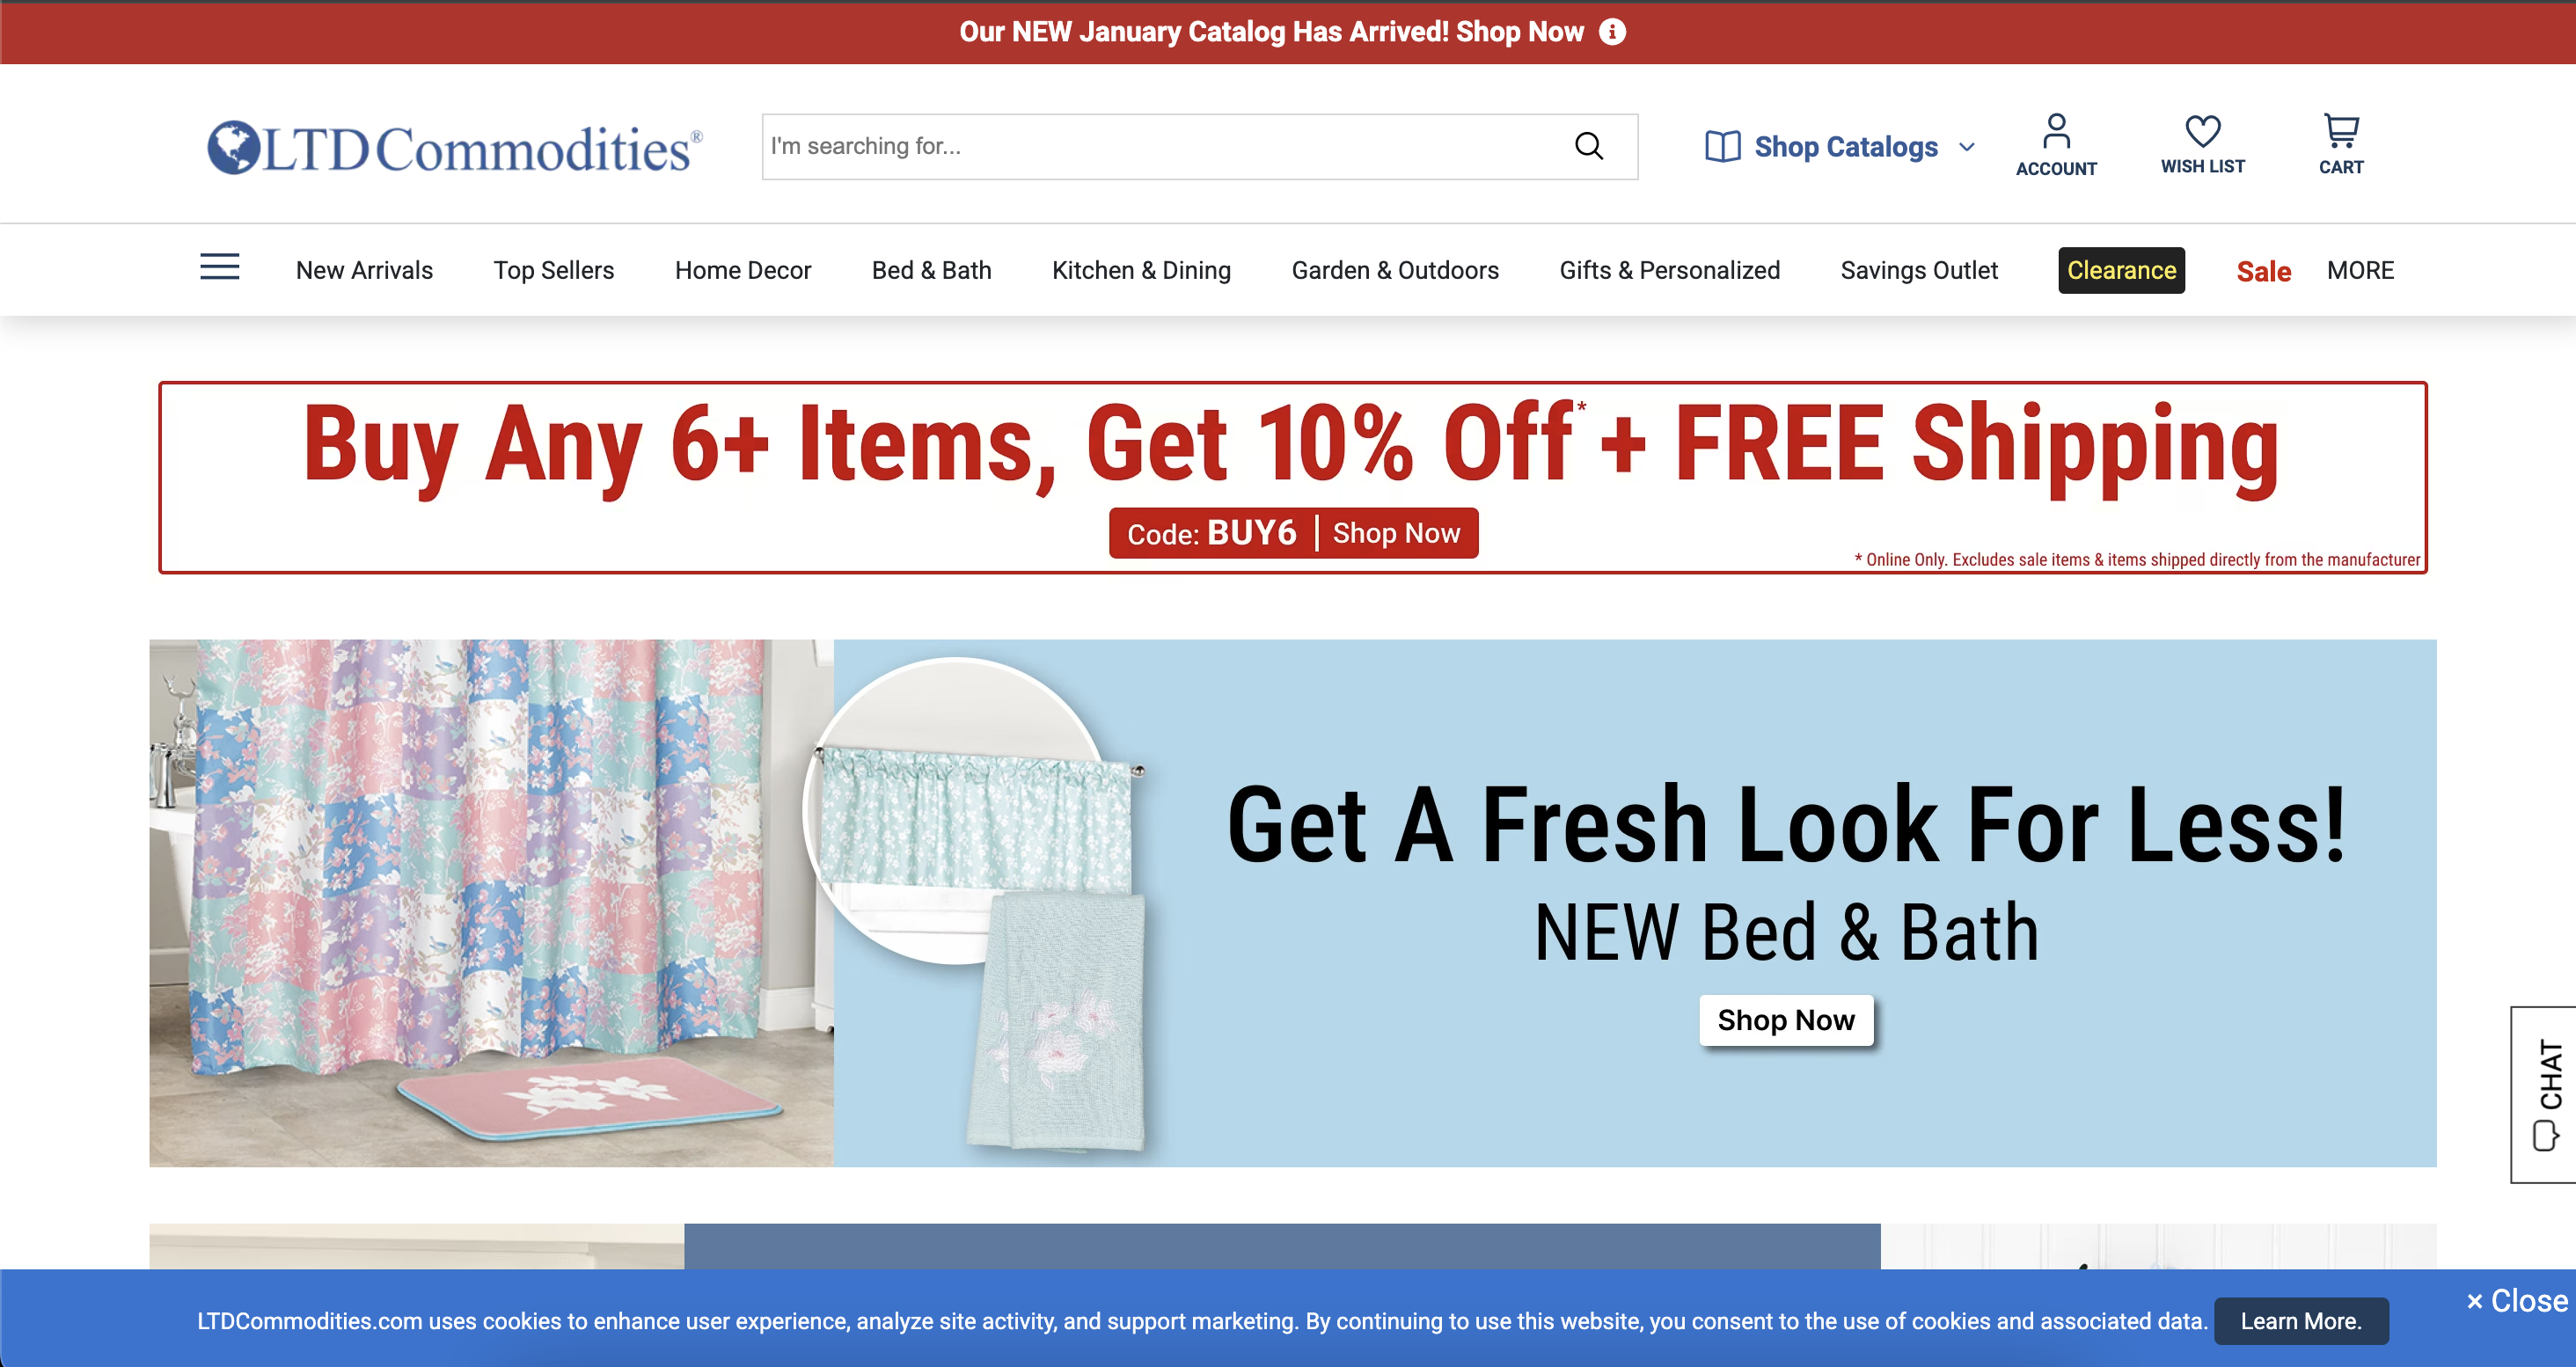 Our NEW January Catalog Has Arrived! Shop Now
LTD Commodities®
I'm searching for...
Shop Catalogs
ACCOUNT
WISH LIST
CART
New Arrivals
Top Sellers
Home Decor
Bed & Bath
Kitchen & Dining
Garden & Outdoors
Gifts & Personalized
Savings Outlet
Clearance
Sale
MORE
Buy Any 6+ Items, Get 10% Off* + FREE Shipping
Code: BUY6 | Shop Now
* Online Only. Excludes sale items & items shipped directly from the manufacturer
Get A Fresh Look For Less!
NEW Bed & Bath
Shop Now
CHAT
× Close
LTDCommodities.com uses cookies to enhance user experience, analyze site activity, and support marketing. By continuing to use this website, you consent to the use of cookies and associated data.
Learn More.